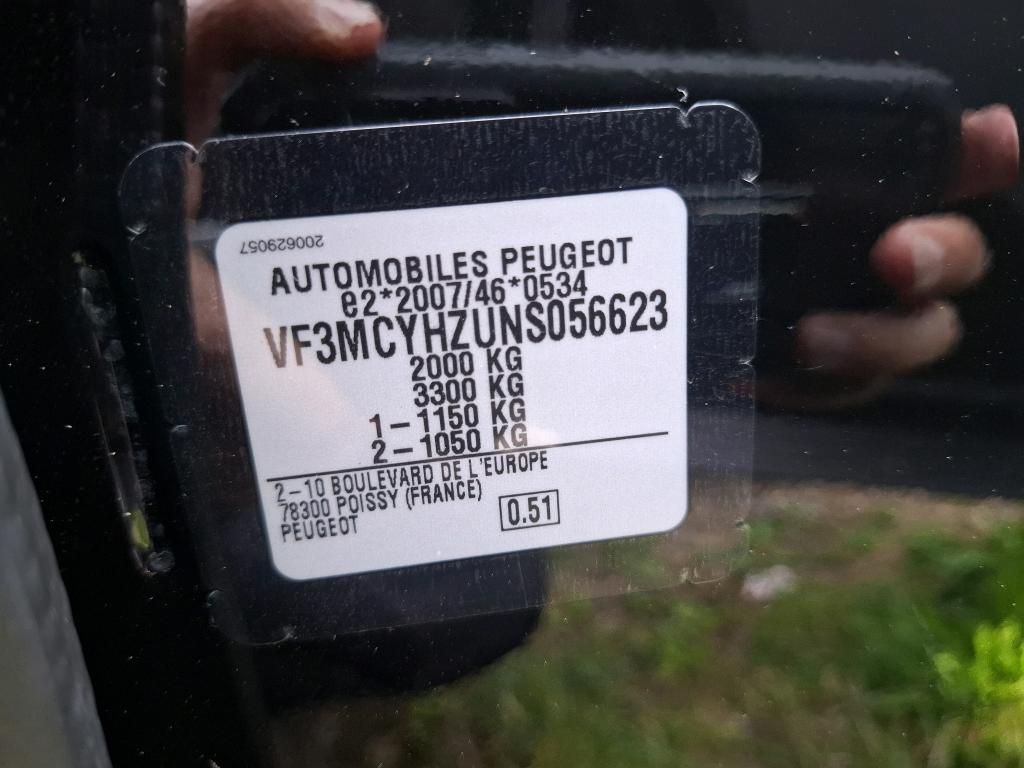 200629057
AUTOMOBILES PEUGEOT
e2*2007/46*0534
VF3MCYHZUNS056623
2000 KG
3300 KG
1-1150 KG
2-1050 KG
2-10 BOULEVARD DE L'EUROPE
78300 POISSY (FRANCE)
PEUGEOT
0.51